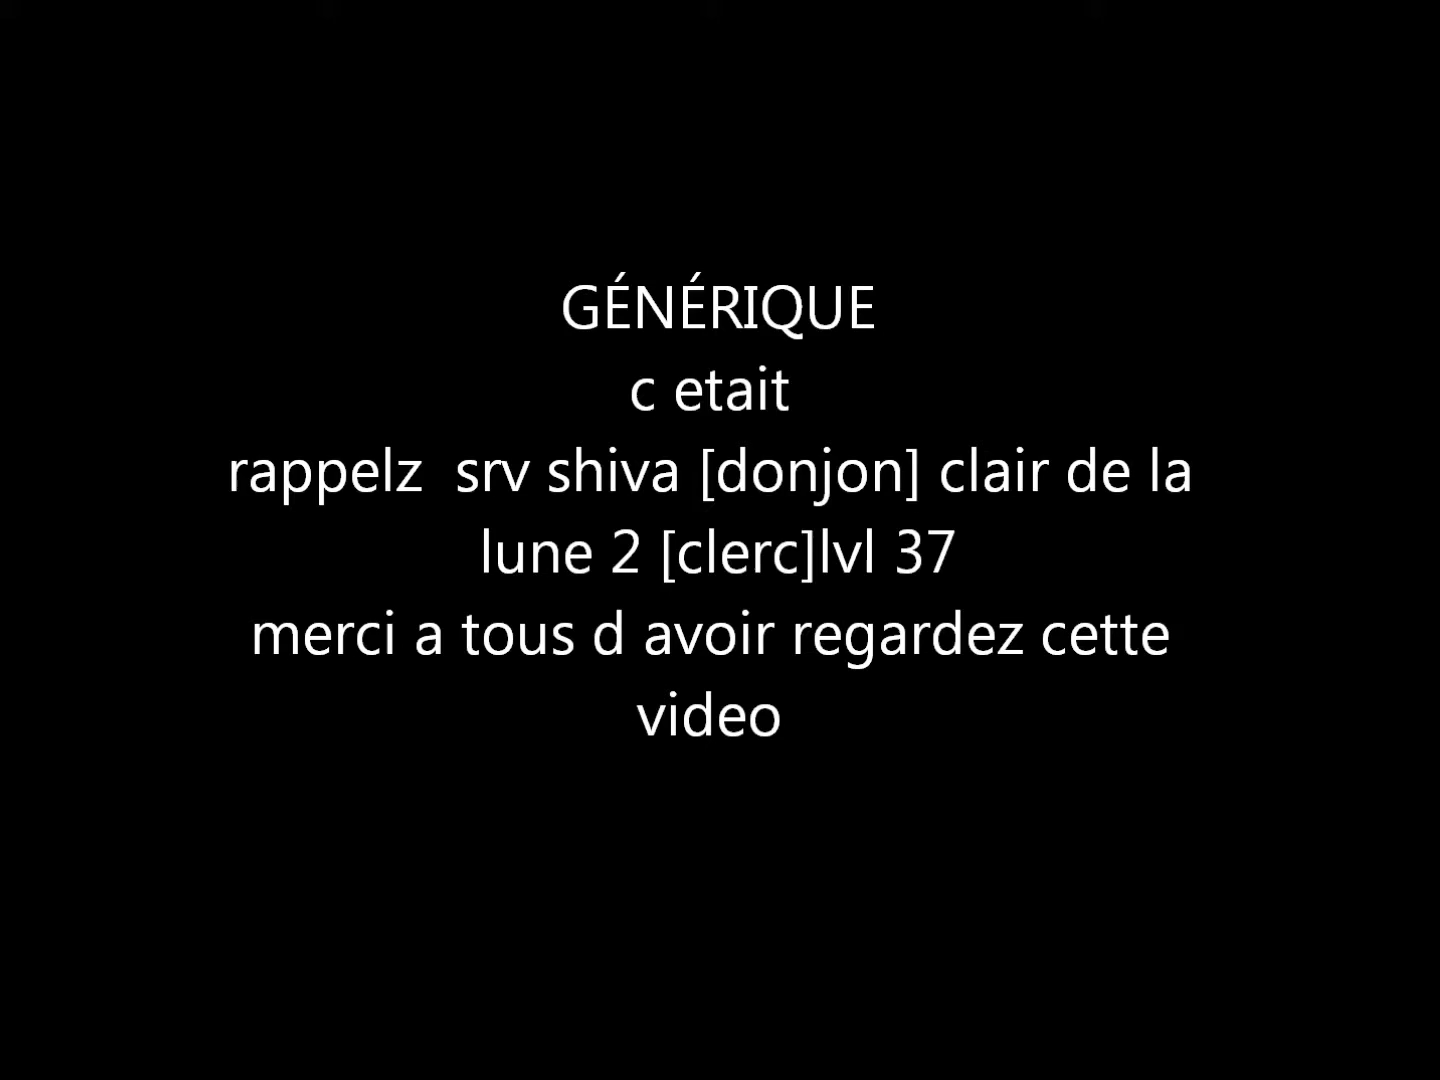 GÉNÉRIQUE
c etait
rappelz  srv shiva [donjon] clair de la
lune 2 [clerc]lvl 37
merci a tous d avoir regardez cette
video